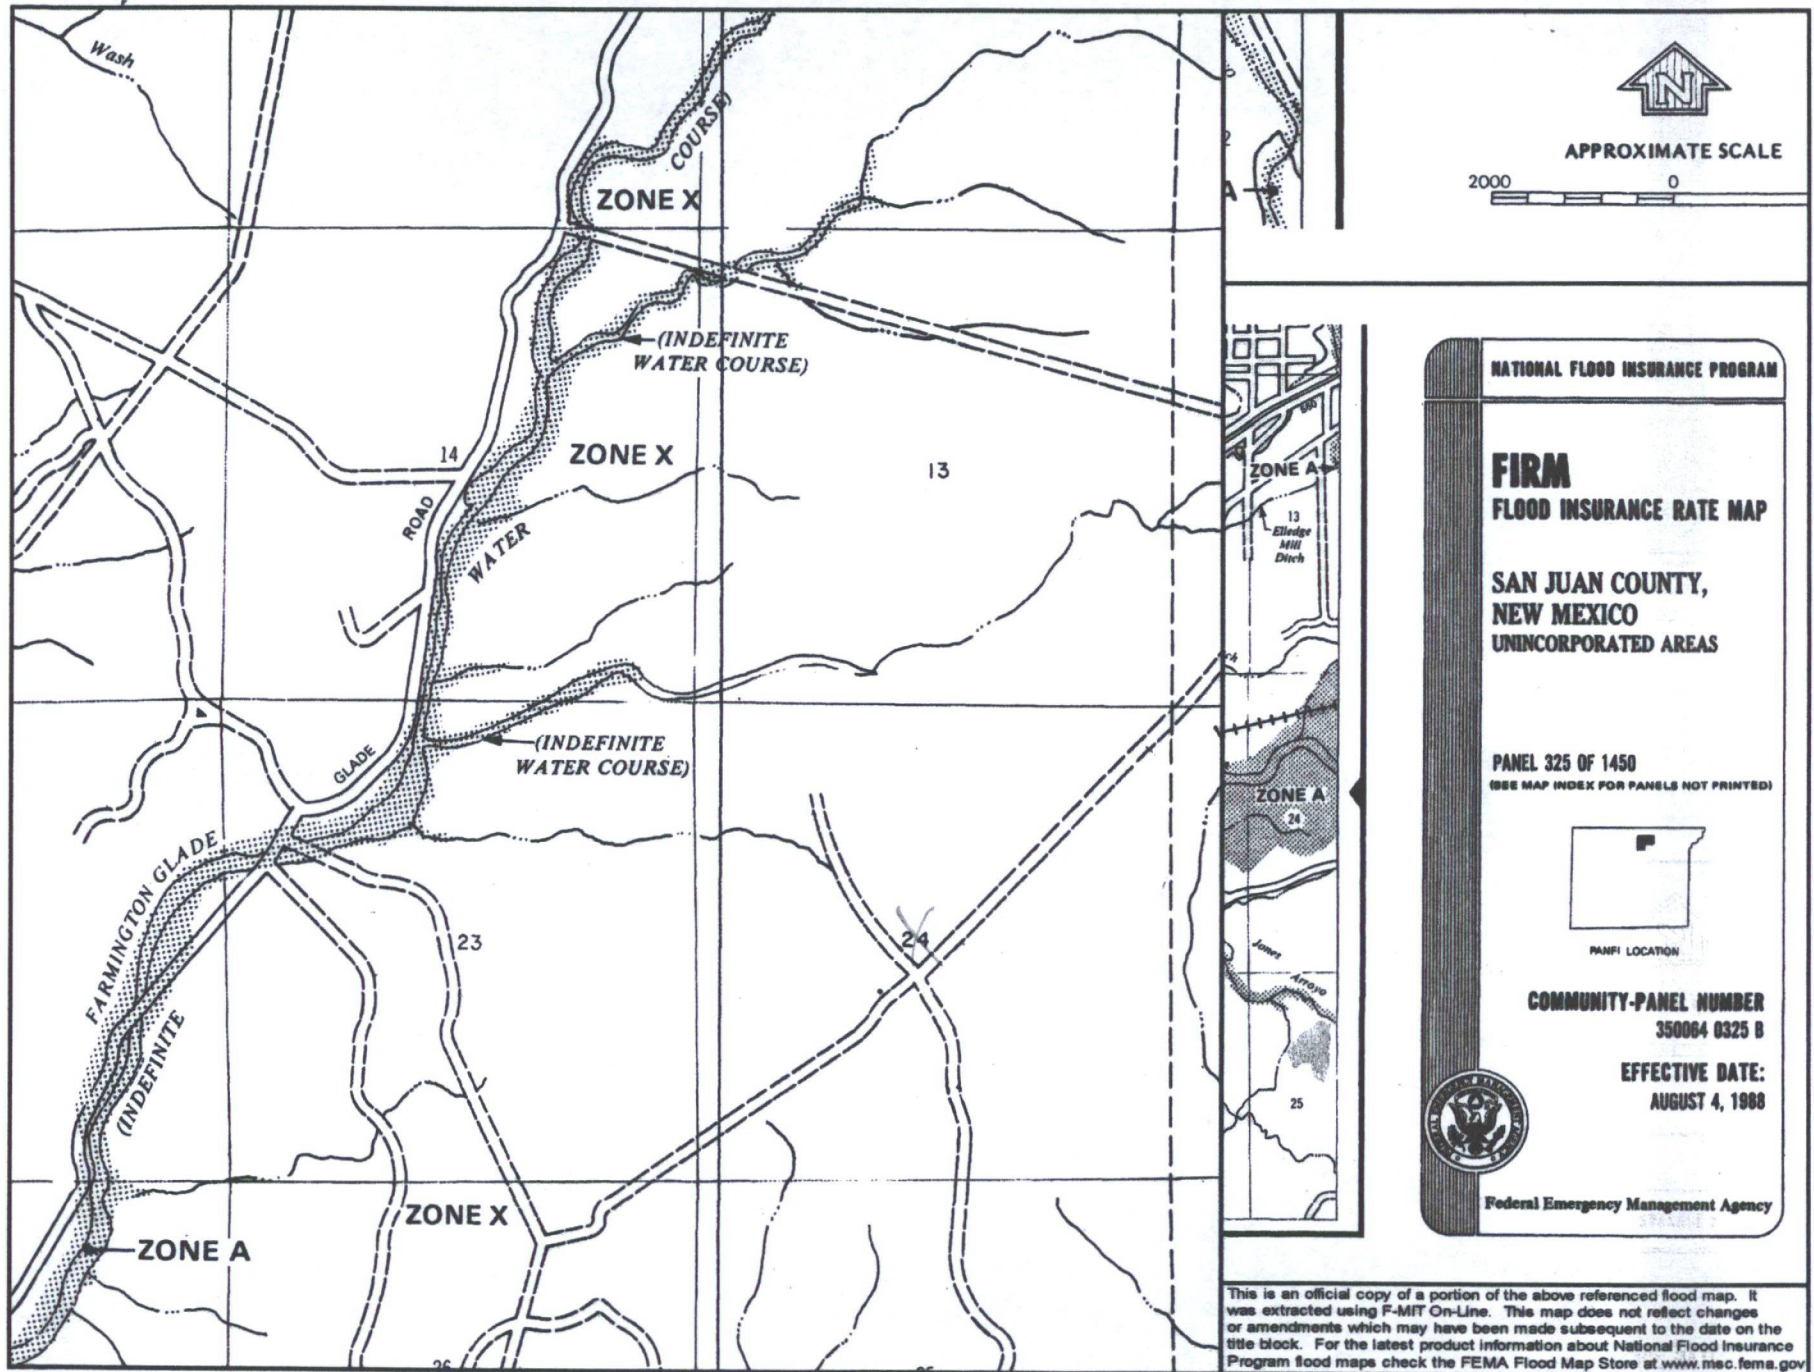 Wash
COURSE)
ZONE X
(INDEFINITE
WATER COURSE)
14
ZONE X
13
ROAD
WATER
(INDEFINITE
WATER COURSE)
GLADE
FARMINGTON GLADE
23
24
(INDEFINITE
ZONE X
ZONE A
26
N
APPROXIMATE SCALE
2000 0
A
ZONE A
13
Elledge
Mill
Ditch
ZONE A
24
Jones
Arroyo
25
NATIONAL FLOOD INSURANCE PROGRAM
FIRM
FLOOD INSURANCE RATE MAP
SAN JUAN COUNTY,
NEW MEXICO
UNINCORPORATED AREAS
PANEL 325 OF 1450
(SEE MAP INDEX FOR PANELS NOT PRINTED)
PANEL LOCATION
COMMUNITY-PANEL NUMBER
350064 0325 B
EFFECTIVE DATE:
AUGUST 4, 1988
Federal Emergency Management Agency
This is an official copy of a portion of the above referenced flood map. It
was extracted using F-MIT On-Line. This map does not reflect changes
or amendments which may have been made subsequent to the date on the
title block. For the latest product information about National Flood Insurance
Program flood maps check the FEMA Flood Map Store at www.msc.fema.gov